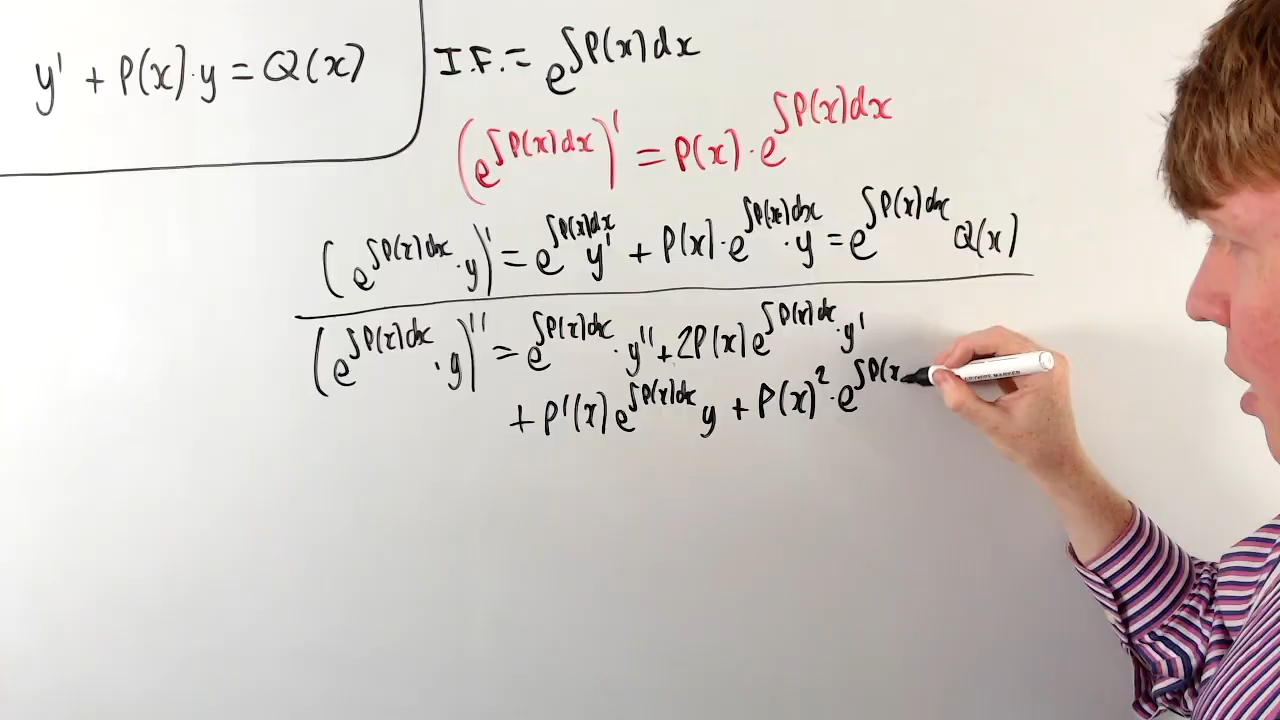 y' + P(x)·y = Q(x)
I.F. = e^∫P(x)dx
(e^∫P(x)dx)' = P(x)·e^∫P(x)dx
(e^∫P(x)dx ·y)' = e^∫P(x)dx y' + P(x)·e^∫P(x)dx ·y = e^∫P(x)dx Q(x)
(e^∫P(x)dx ·y)'' = e^∫P(x)dx ·y'' + 2P(x)e^∫P(x)dx ·y'
+ P'(x)e^∫P(x)dx y + P(x)²·e^∫P(x